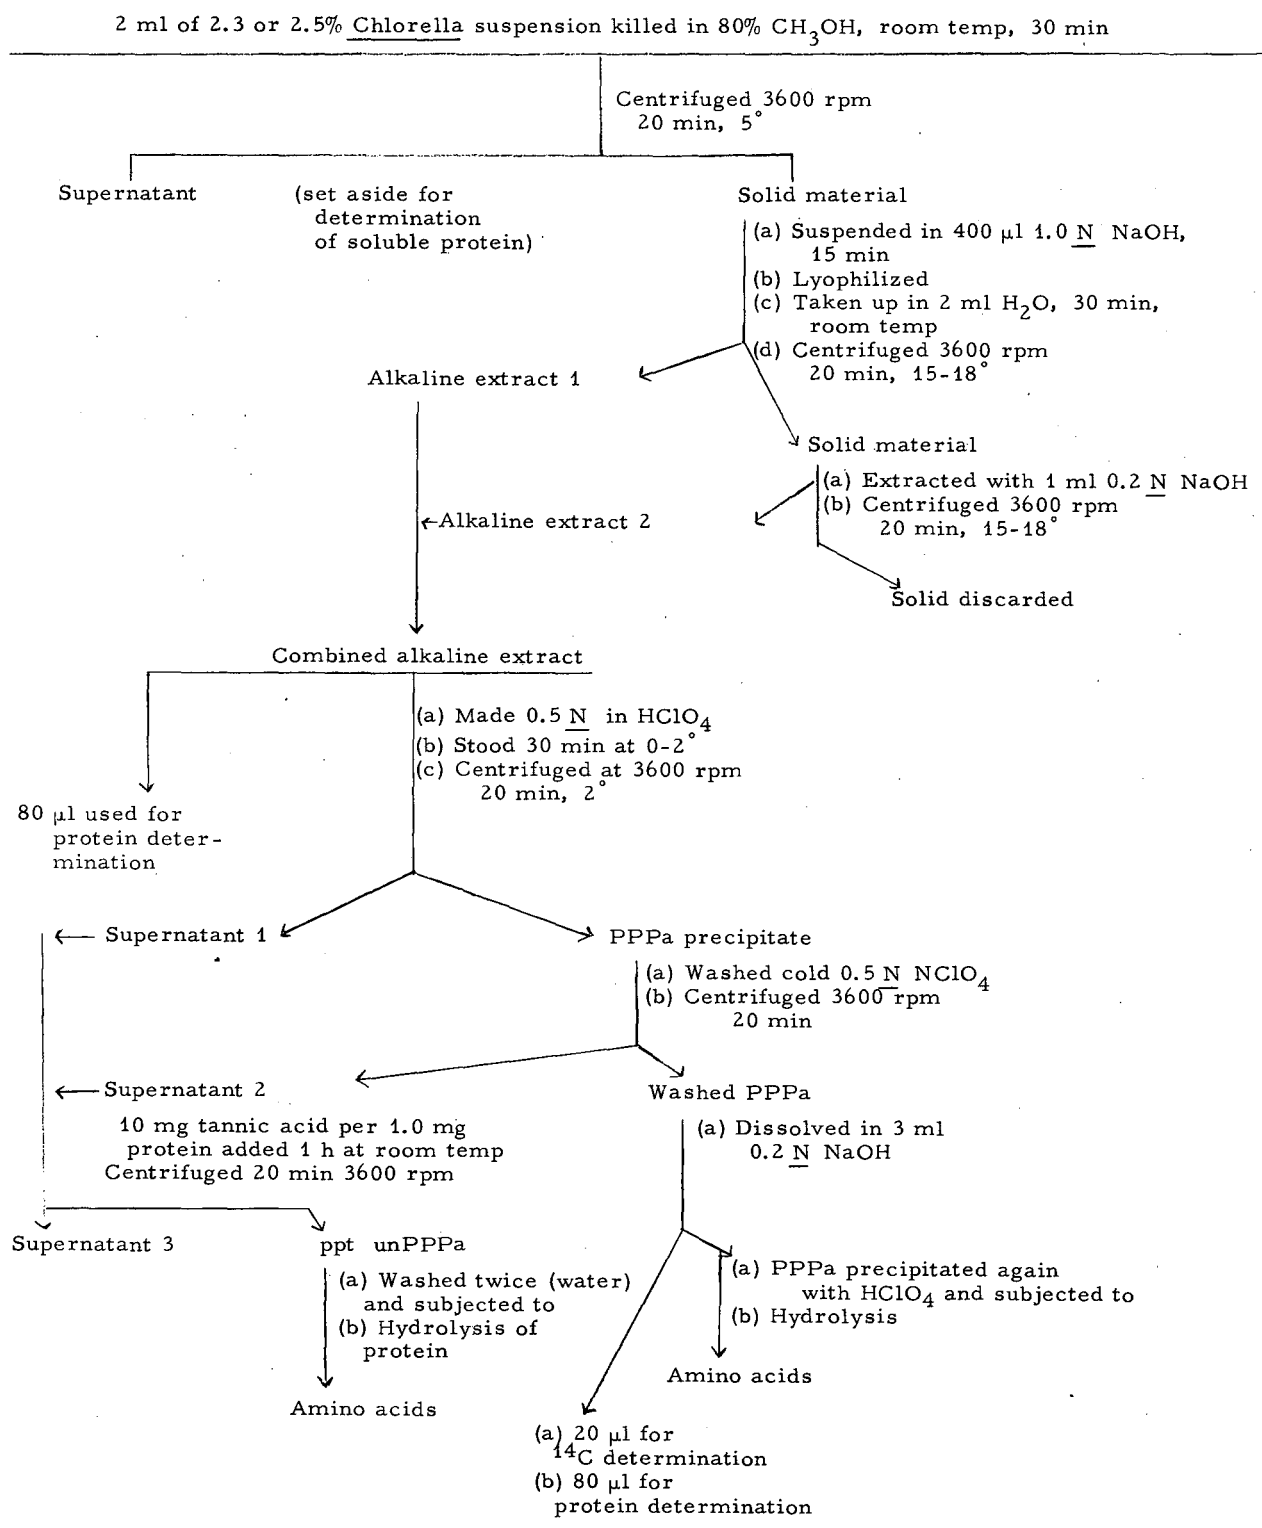 2 ml of 2.3 or 2.5% Chlorella suspension killed in 80% CH3OH, room temp, 30 min
Centrifuged 3600 rpm
20 min, 5°
Supernatant
(set aside for
determination
of soluble protein)
Solid material
(a) Suspended in 400 μl 1.0 N NaOH,
15 min
(b) Lyophilized
(c) Taken up in 2 ml H2O, 30 min,
room temp
(d) Centrifuged 3600 rpm
20 min, 15-18°
Alkaline extract 1
Solid material
(a) Extracted with 1 ml 0.2 N NaOH
(b) Centrifuged 3600 rpm
20 min, 15-18°
←Alkaline extract 2
Solid discarded
Combined alkaline extract
(a) Made 0.5 N in HClO4
(b) Stood 30 min at 0-2°
(c) Centrifuged at 3600 rpm
20 min, 2°
80 μl used for
protein deter-
mination
Supernatant 1
PPPa precipitate
(a) Washed cold 0.5 N NClO4
(b) Centrifuged 3600 rpm
20 min
Supernatant 2
10 mg tannic acid per 1.0 mg
protein added 1 h at room temp
Centrifuged 20 min 3600 rpm
Washed PPPa
(a) Dissolved in 3 ml
0.2 N NaOH
Supernatant 3
ppt unPPPa
(a) Washed twice (water)
and subjected to
(b) Hydrolysis of
protein
Amino acids
(a) PPPa precipitated again
with HClO4 and subjected to
(b) Hydrolysis
Amino acids
(a) 20 μl for
14C determination
(b) 80 μl for
protein determination